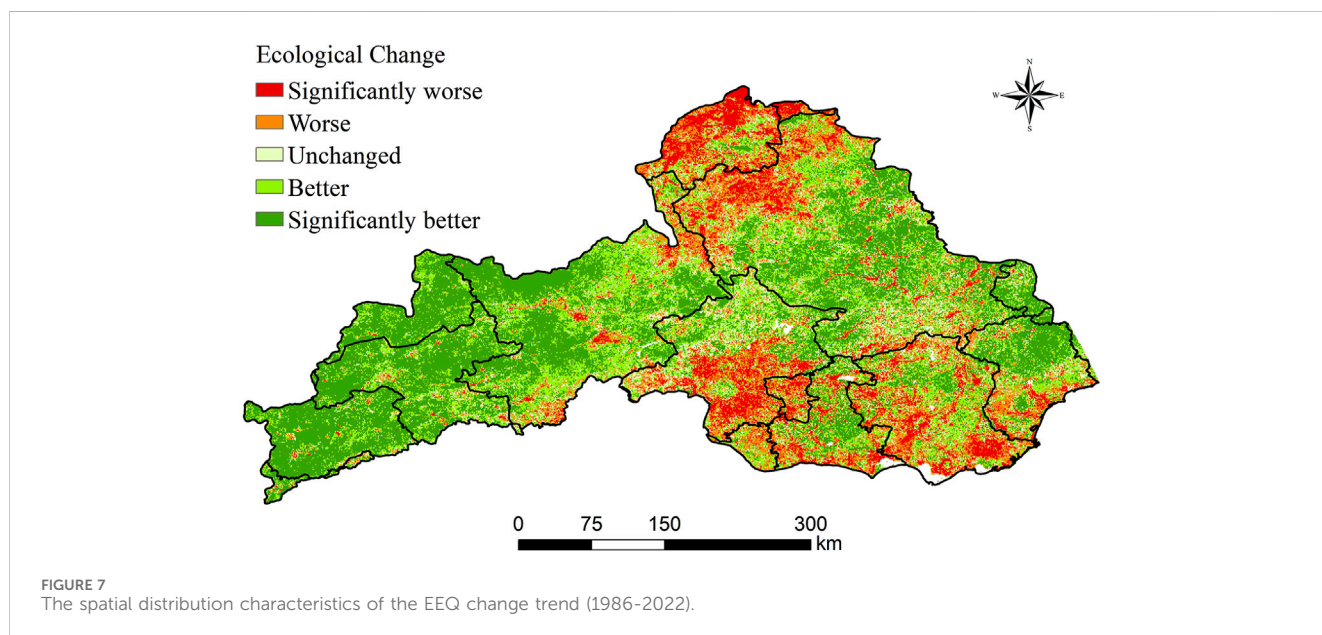 Ecological Change
Significantly worse
Worse
Unchanged
Better
Significantly better
N
W E
S
0 75 150 300
km
FIGURE 7
The spatial distribution characteristics of the EEQ change trend (1986-2022).